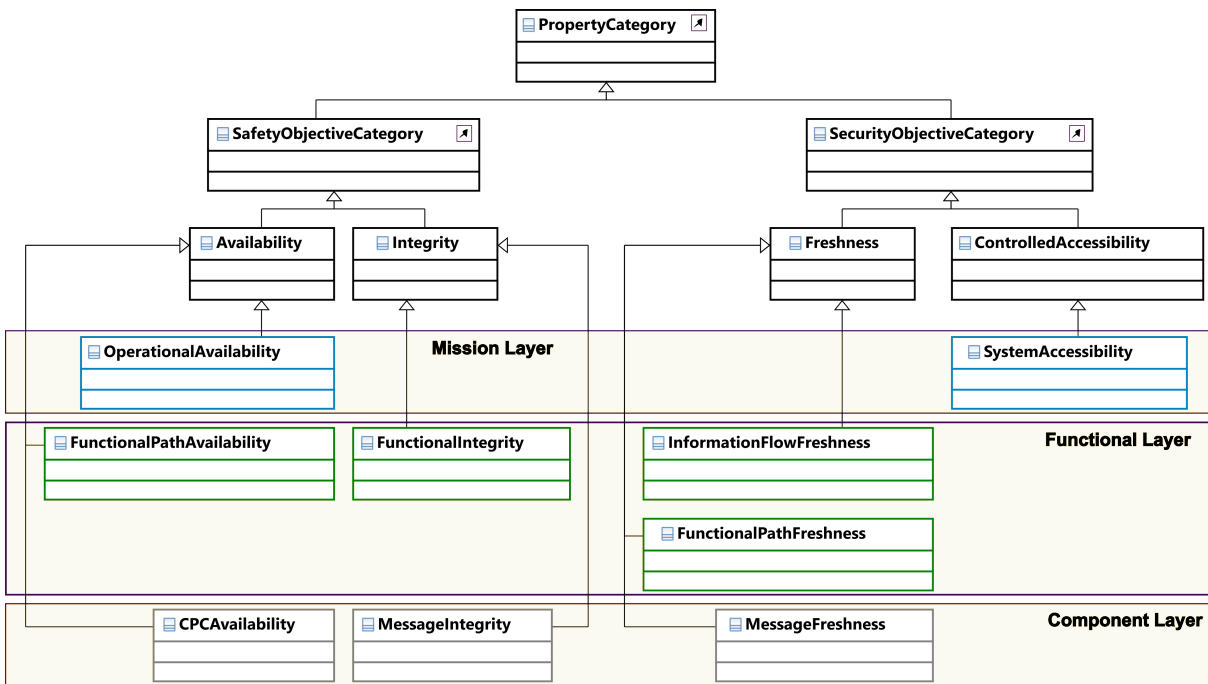 PropertyCategory
SafetyObjectiveCategory
SecurityObjectiveCategory
Availability
Integrity
Freshness
ControlledAccessibility
Mission Layer
OperationalAvailability
SystemAccessibility
Functional Layer
FunctionalPathAvailability
FunctionalIntegrity
InformationFlowFreshness
FunctionalPathFreshness
Component Layer
CPCAvailability
MessageIntegrity
MessageFreshness